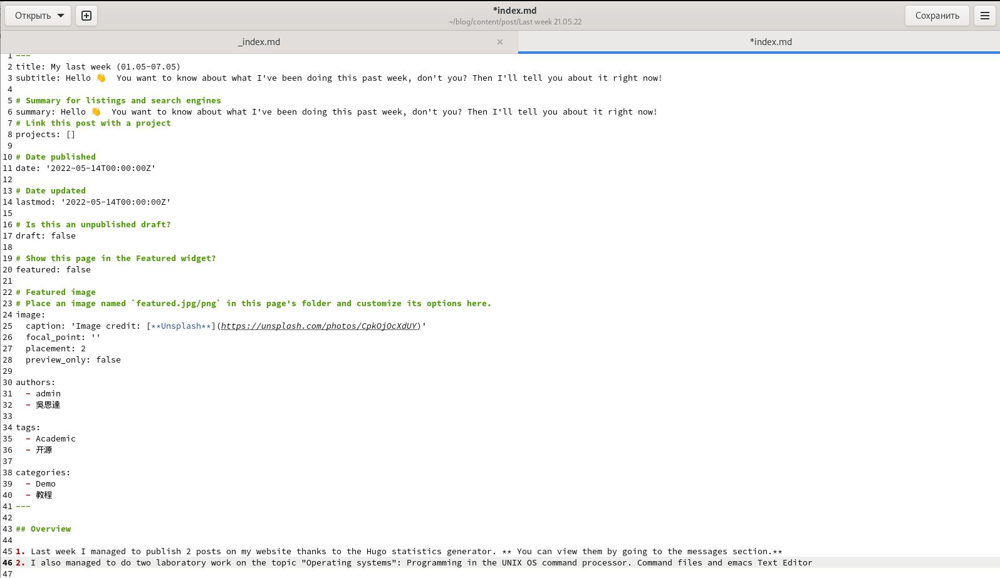 Открыть
*index.md
~/blog/content/post/Last week 21.05.22
Сохранить
_index.md ×
*index.md
1 ---
2 title: My last week (01.05-07.05)
3 subtitle: Hello 👋  You want to know about what I've been doing this past week, don't you? Then I'll tell you about it right now!
4
5 # Summary for listings and search engines
6 summary: Hello 👋  You want to know about what I've been doing this past week, don't you? Then I'll tell you about it right now!
7 # Link this post with a project
8 projects: []
9
10 # Date published
11 date: '2022-05-14T00:00:00Z'
12
13 # Date updated
14 lastmod: '2022-05-14T00:00:00Z'
15
16 # Is this an unpublished draft?
17 draft: false
18
19 # Show this page in the Featured widget?
20 featured: false
21
22 # Featured image
23 # Place an image named `featured.jpg/png` in this page's folder and customize its options here.
24 image:
25   caption: 'Image credit: [**Unsplash**](https://unsplash.com/photos/CpkOjOcXdUY)'
26   focal_point: ''
27   placement: 2
28   preview_only: false
29
30 authors:
31   - admin
32   - 吳恩達
33
34 tags:
35   - Academic
36   - 开源
37
38 categories:
39   - Demo
40   - 教程
41 ---
42
43 ## Overview
44
45 1. Last week I managed to publish 2 posts on my website thanks to the Hugo statistics generator. ** You can view them by going to the messages section.**
46 2. I also managed to do two laboratory work on the topic "Operating systems": Programming in the UNIX OS command processor. Command files and emacs Text Editor
47